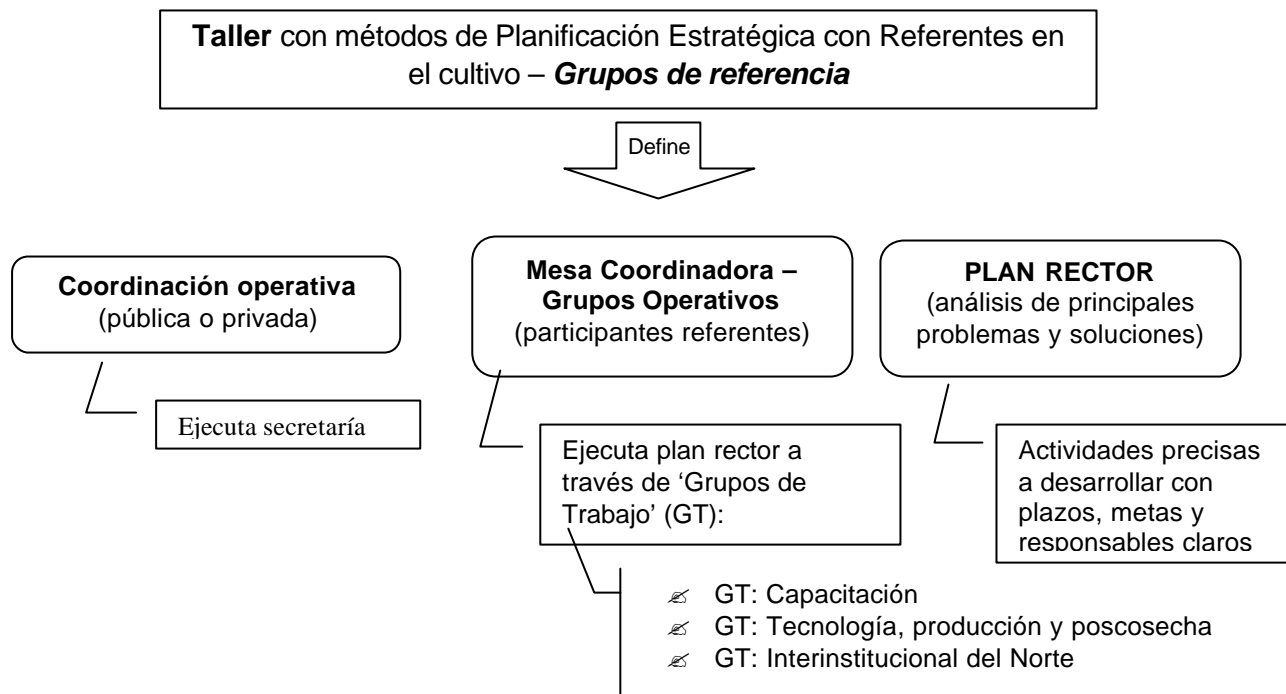 Taller con métodos de Planificación Estratégica con Referentes en
el cultivo – Grupos de referencia
Define
Coordinación operativa
(pública o privada)
Ejecuta secretaría
Mesa Coordinadora –
Grupos Operativos
(participantes referentes)
Ejecuta plan rector a
través de ‘Grupos de
Trabajo’ (GT):
GT: Capacitación
GT: Tecnología, producción y poscosecha
GT: Interinstitucional del Norte
PLAN RECTOR
(análisis de principales
problemas y soluciones)
Actividades precisas
a desarrollar con
plazos, metas y
responsables claros